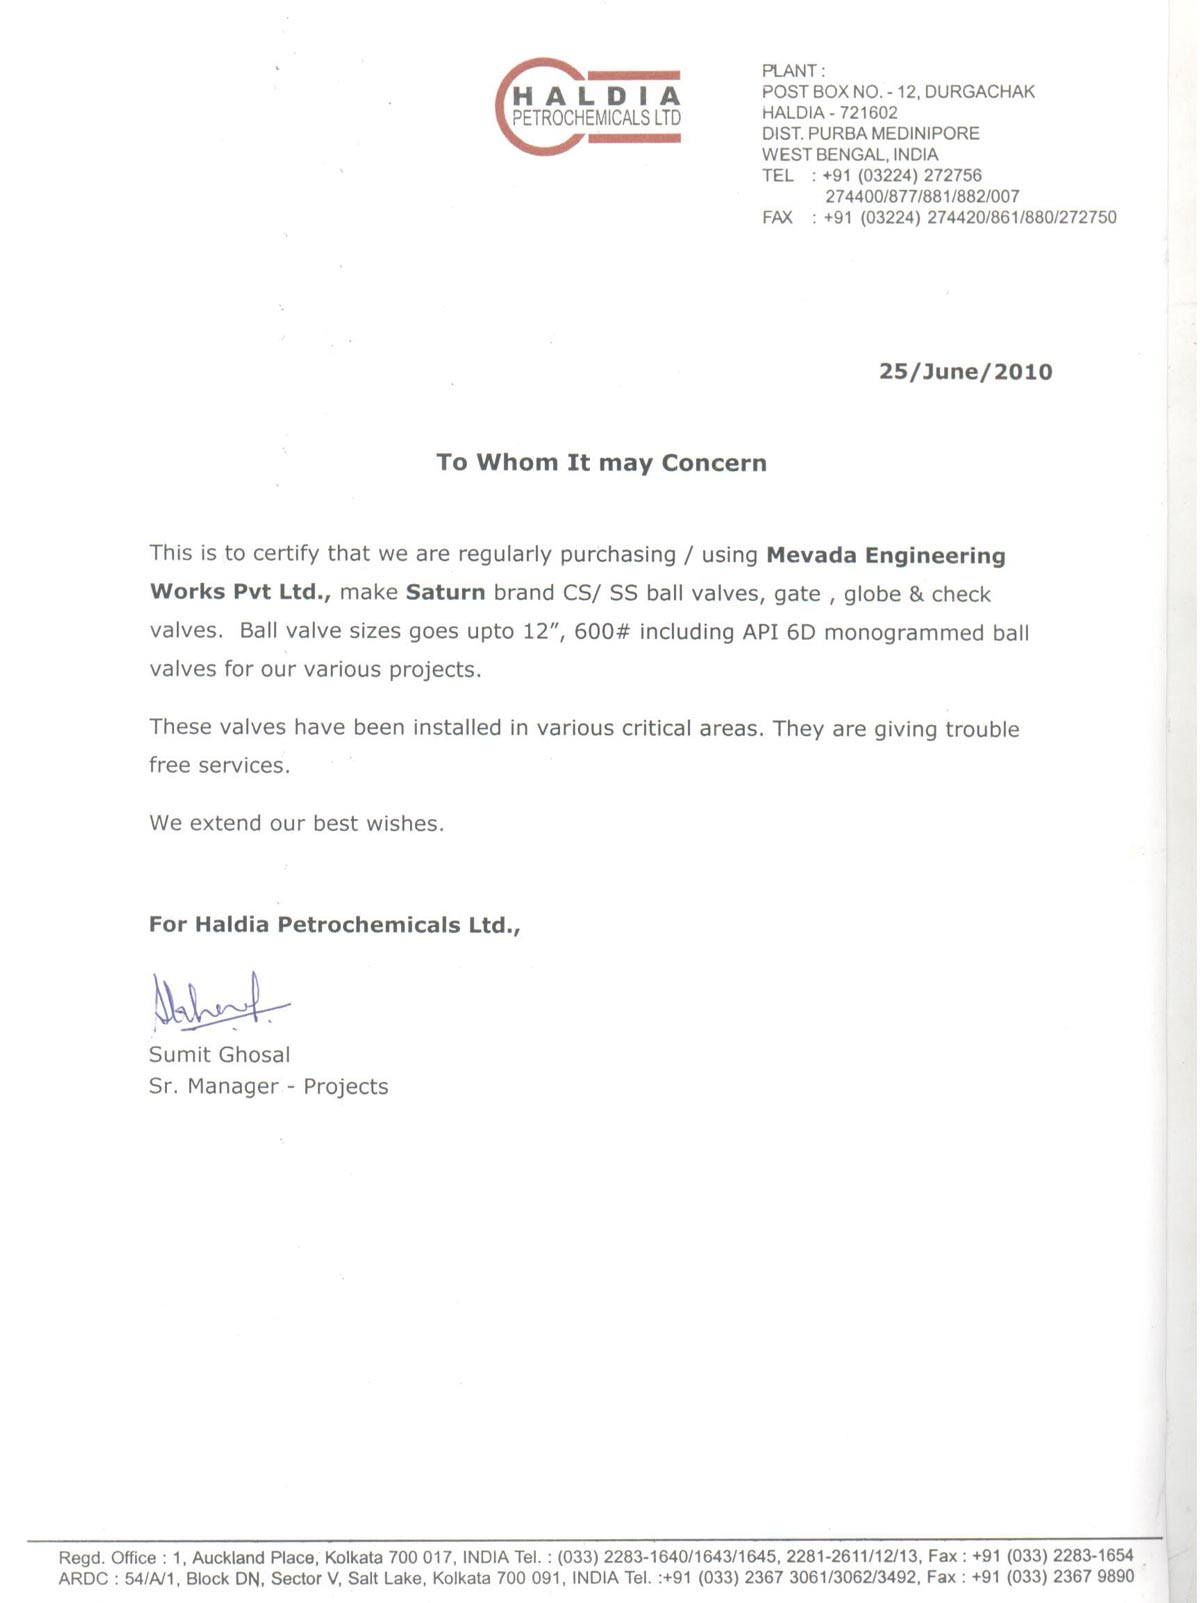 HALDIA
PETROCHEMICALS LTD
PLANT :
POST BOX NO. - 12, DURGACHAK
HALDIA - 721602
DIST. PURBA MEDINIPORE
WEST BENGAL, INDIA
TEL : +91 (03224) 272756
274400/877/881/882/007
FAX : +91 (03224) 274420/861/880/272750
25/June/2010
To Whom It may Concern
This is to certify that we are regularly purchasing / using Mevada Engineering
Works Pvt Ltd., make Saturn brand CS/ SS ball valves, gate , globe & check
valves. Ball valve sizes goes upto 12”, 600# including API 6D monogrammed ball
valves for our various projects.
These valves have been installed in various critical areas. They are giving trouble
free services.
We extend our best wishes.
For Haldia Petrochemicals Ltd.,
Sumit Ghosal
Sr. Manager - Projects
Regd. Office : 1, Auckland Place, Kolkata 700 017, INDIA Tel. : (033) 2283-1640/1643/1645, 2281-2611/12/13, Fax : +91 (033) 2283-1654
ARDC : 54/A/1, Block DN, Sector V, Salt Lake, Kolkata 700 091, INDIA Tel. :+91 (033) 2367 3061/3062/3492, Fax : +91 (033) 2367 9890